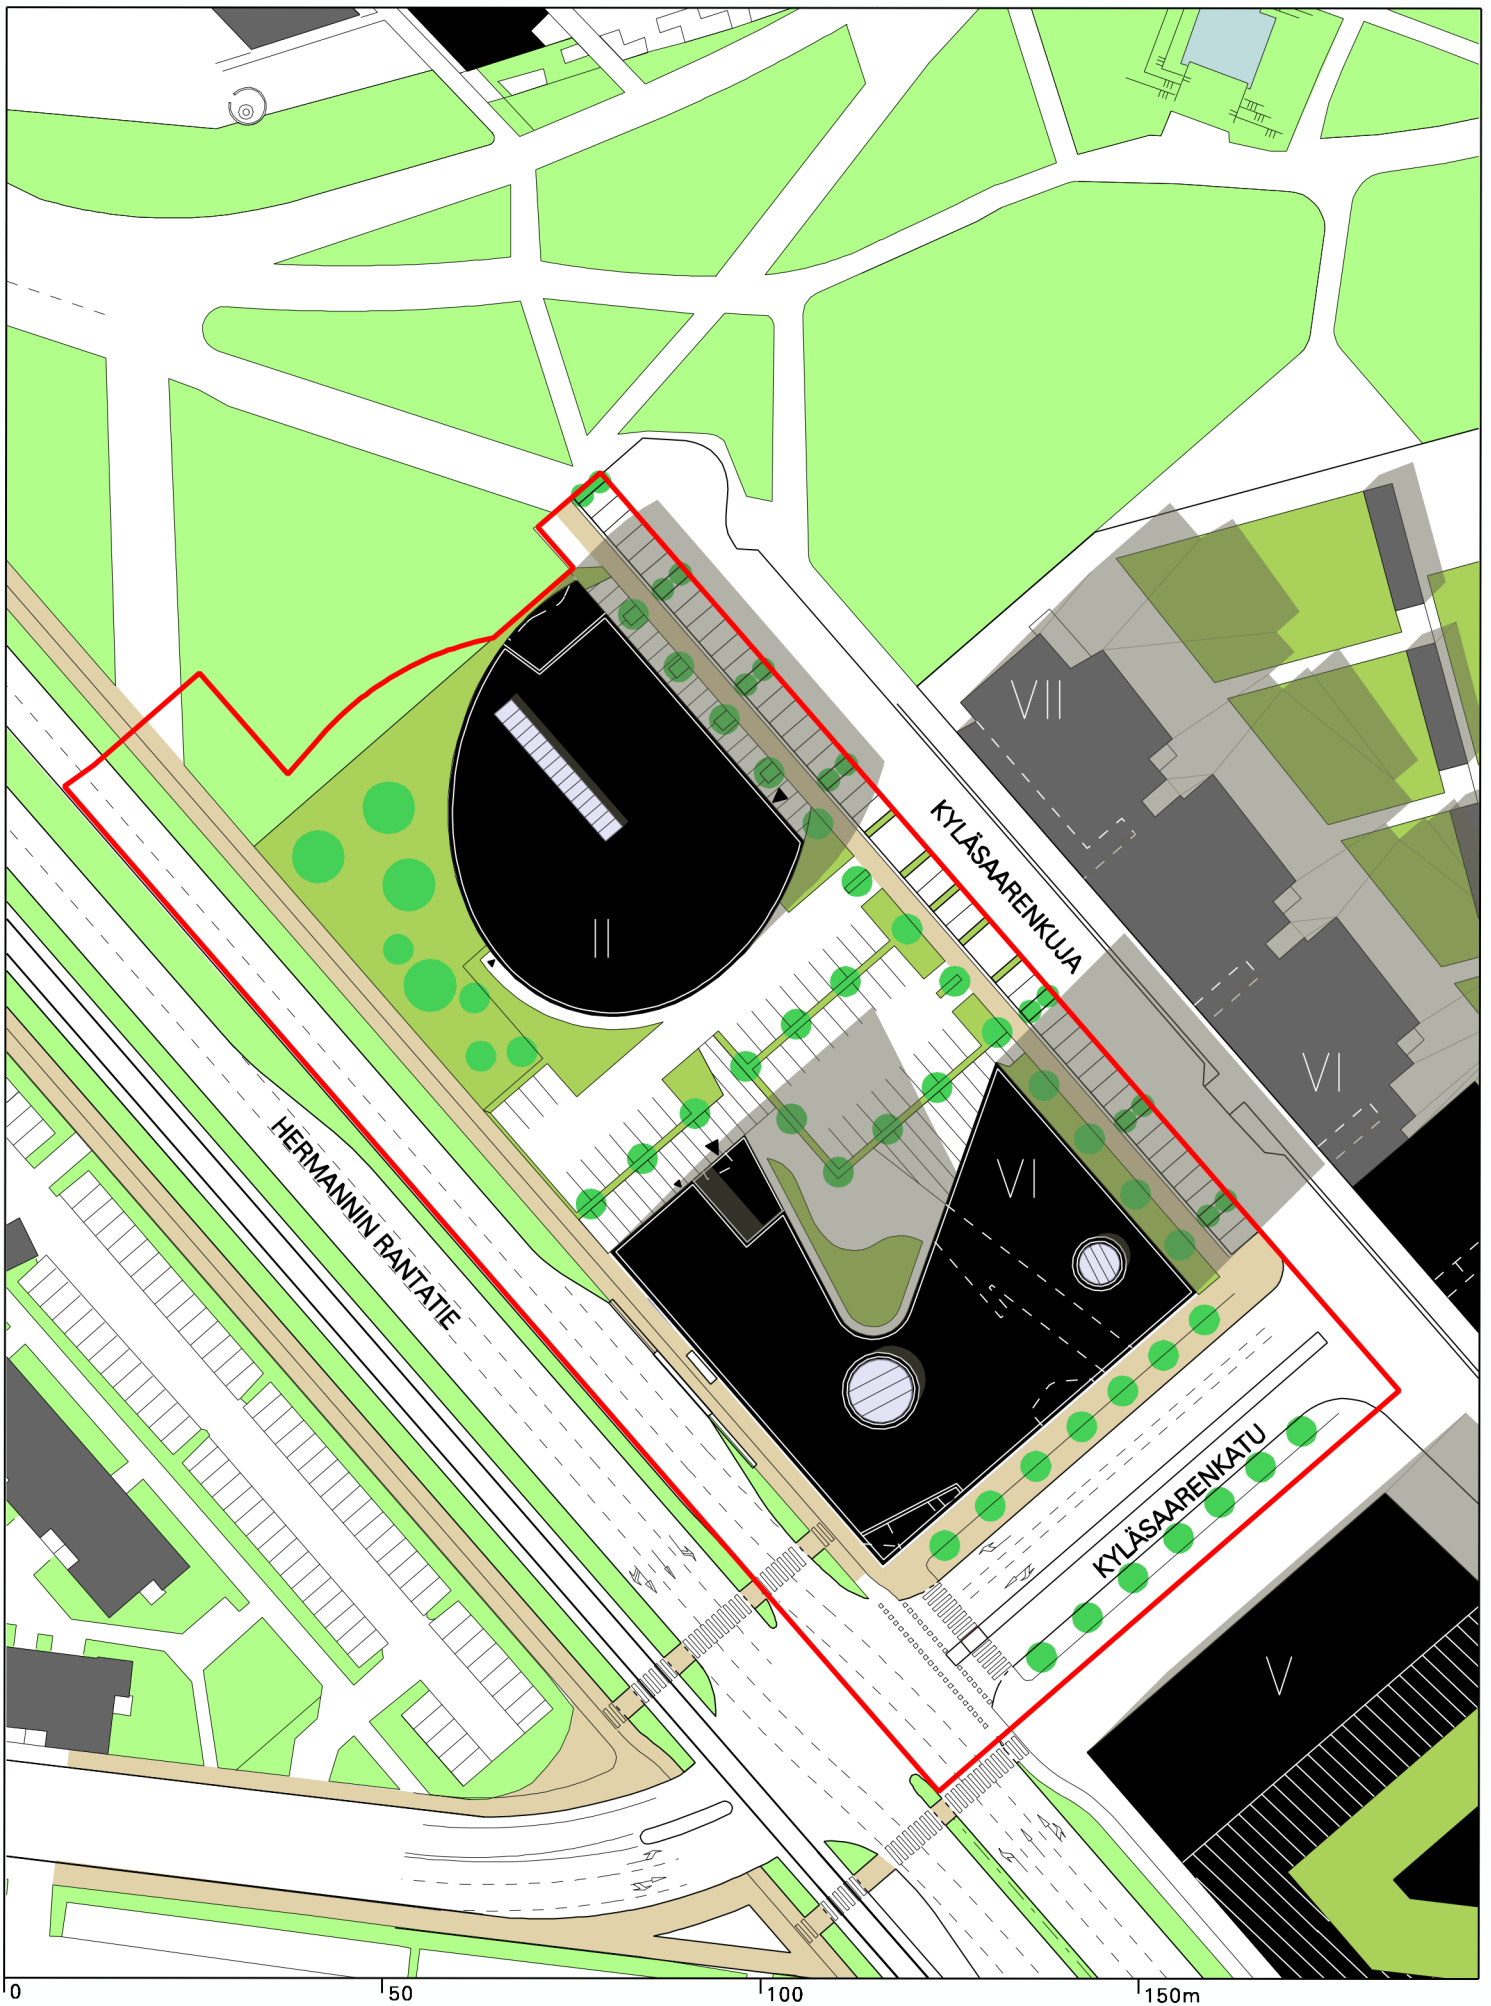 VII
KYLÄSAARENKUJA
II
VI
HERMANNIN RANTATIE
VI
KYLÄSAARENKATU
V
0
50
100
150m